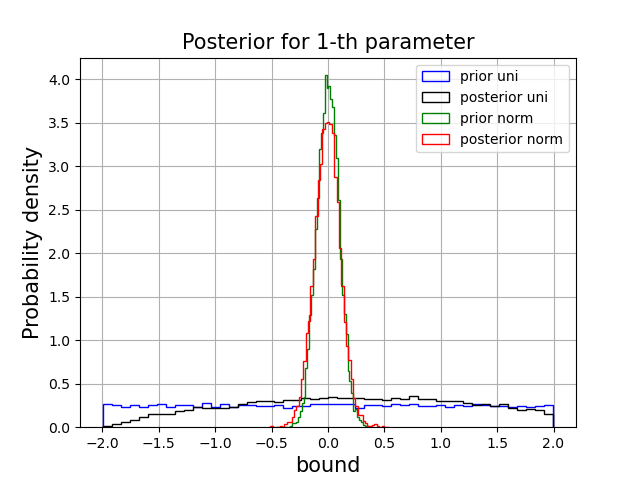 Posterior for 1-th parameter
prior uni
posterior uni
prior norm
posterior norm
Probability density
4.0
3.5
3.0
2.5
2.0
1.5
1.0
0.5
0.0
−2.0 −1.5 −1.0 −0.5 0.0 0.5 1.0 1.5 2.0
bound